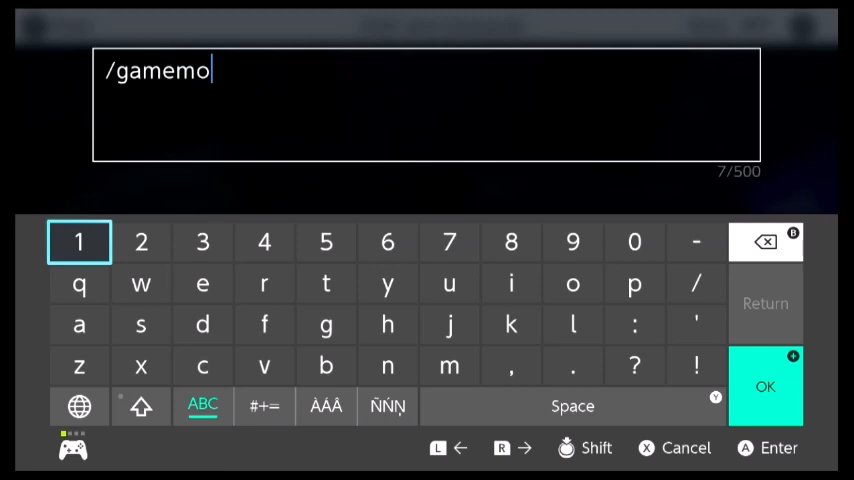 /gamemo
7/500
1 2 3 4 5 6 7 8 9 0 -
B
q w e r t y u i o p /
Return
a s d f g h j k l : '
z x c v b n m , . ? !
+
OK
ABC #+= ÀÁÂ ÑŃŅ Space
Y
L ← R → Shift X Cancel A Enter